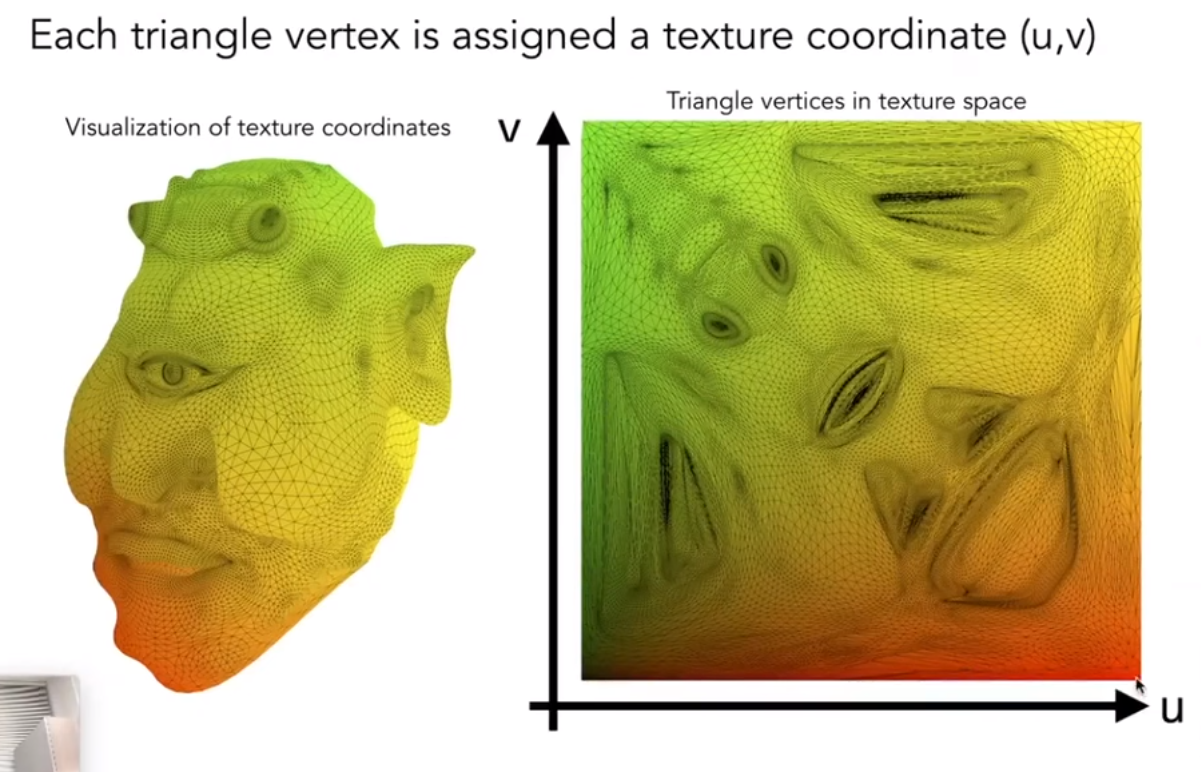 Each triangle vertex is assigned a texture coordinate (u,v)
Visualization of texture coordinates
Triangle vertices in texture space
v
u